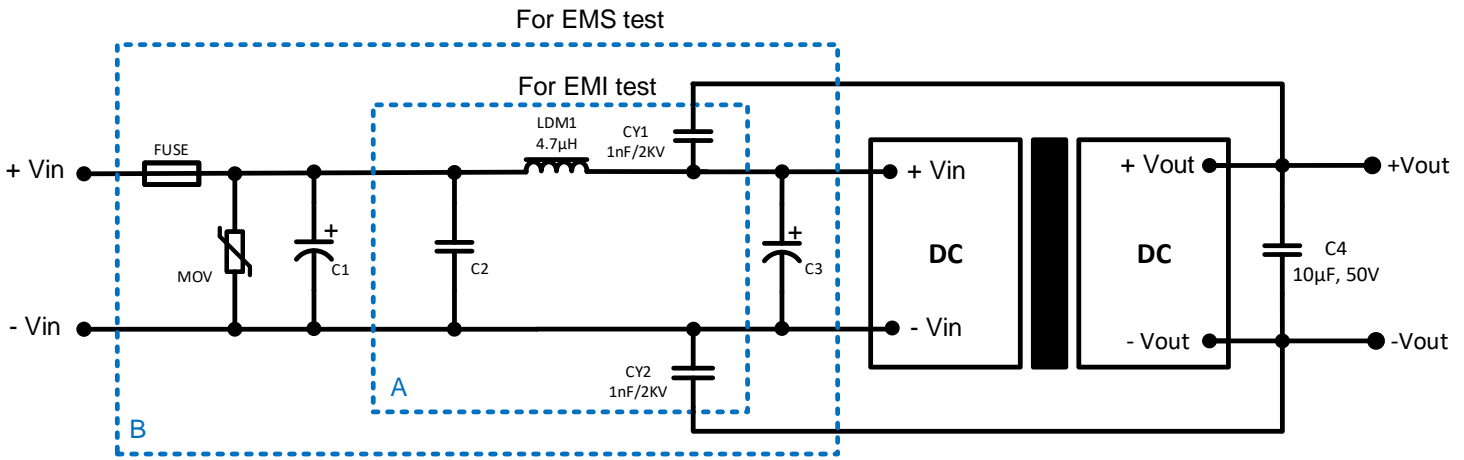 For EMS test
For EMI test
LDM1
4.7µH
CY1
1nF/2KV
FUSE
+ Vin
+ Vin
+ Vout
+Vout
MOV
+
C1
C2
+
C3
DC
DC
C4
10µF, 50V
- Vin
- Vin
- Vout
-Vout
CY2
1nF/2KV
A
B